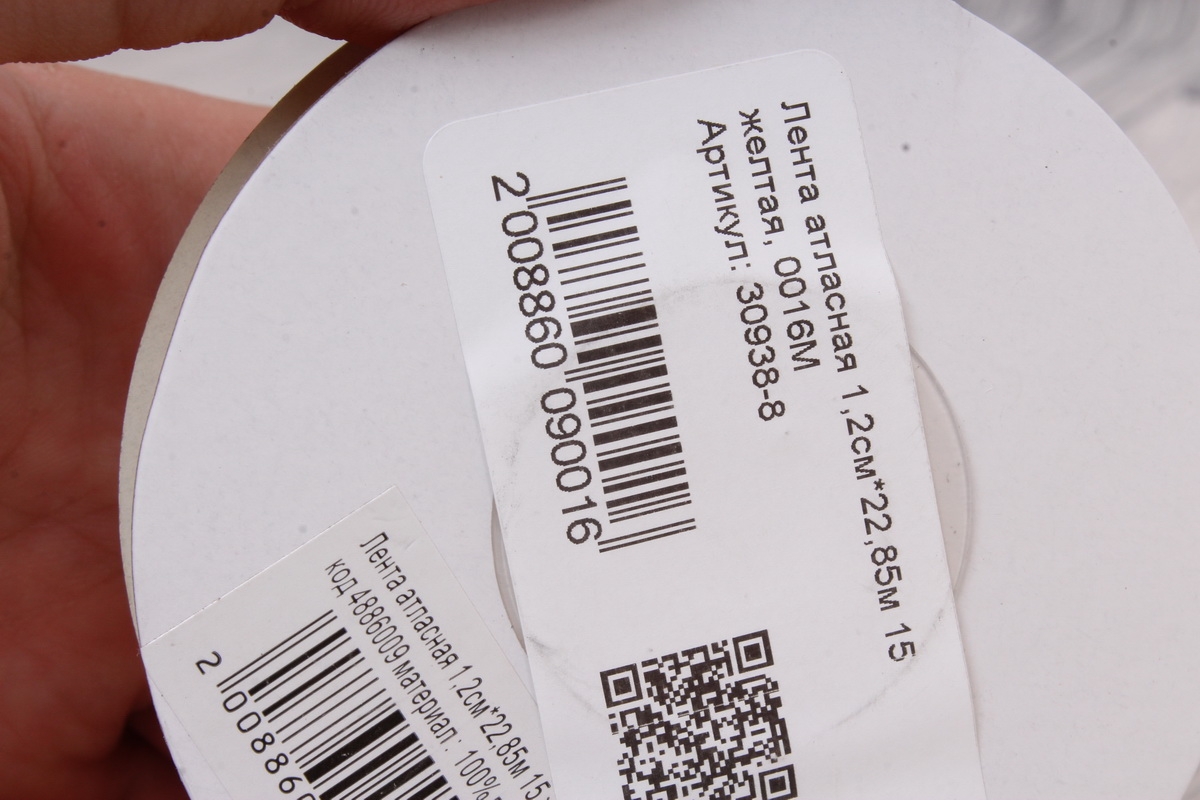 Лента атласная 1,2см*22,85м 15
желтая, 0016М
Артикул: 30938-8
2 008860 090016
Лента атласная 1,2см*22,85м 15
код 4886009 материал: 100%
2 00886